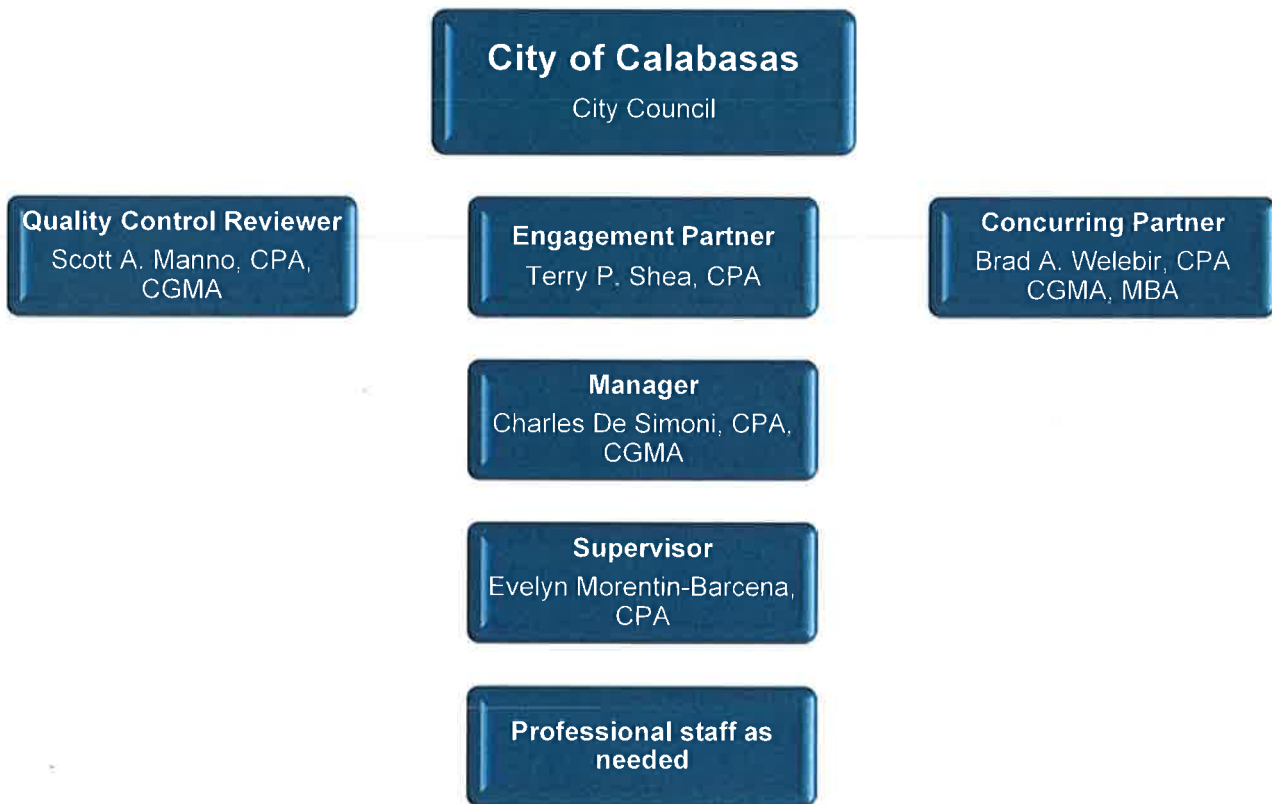 City of Calabasas
City Council
Quality Control Reviewer
Scott A. Manno, CPA,
CGMA
Engagement Partner
Terry P. Shea, CPA
Concurring Partner
Brad A. Welebir, CPA
CGMA, MBA
Manager
Charles De Simoni, CPA,
CGMA
Supervisor
Evelyn Morentin-Barcena,
CPA
Professional staff as
needed